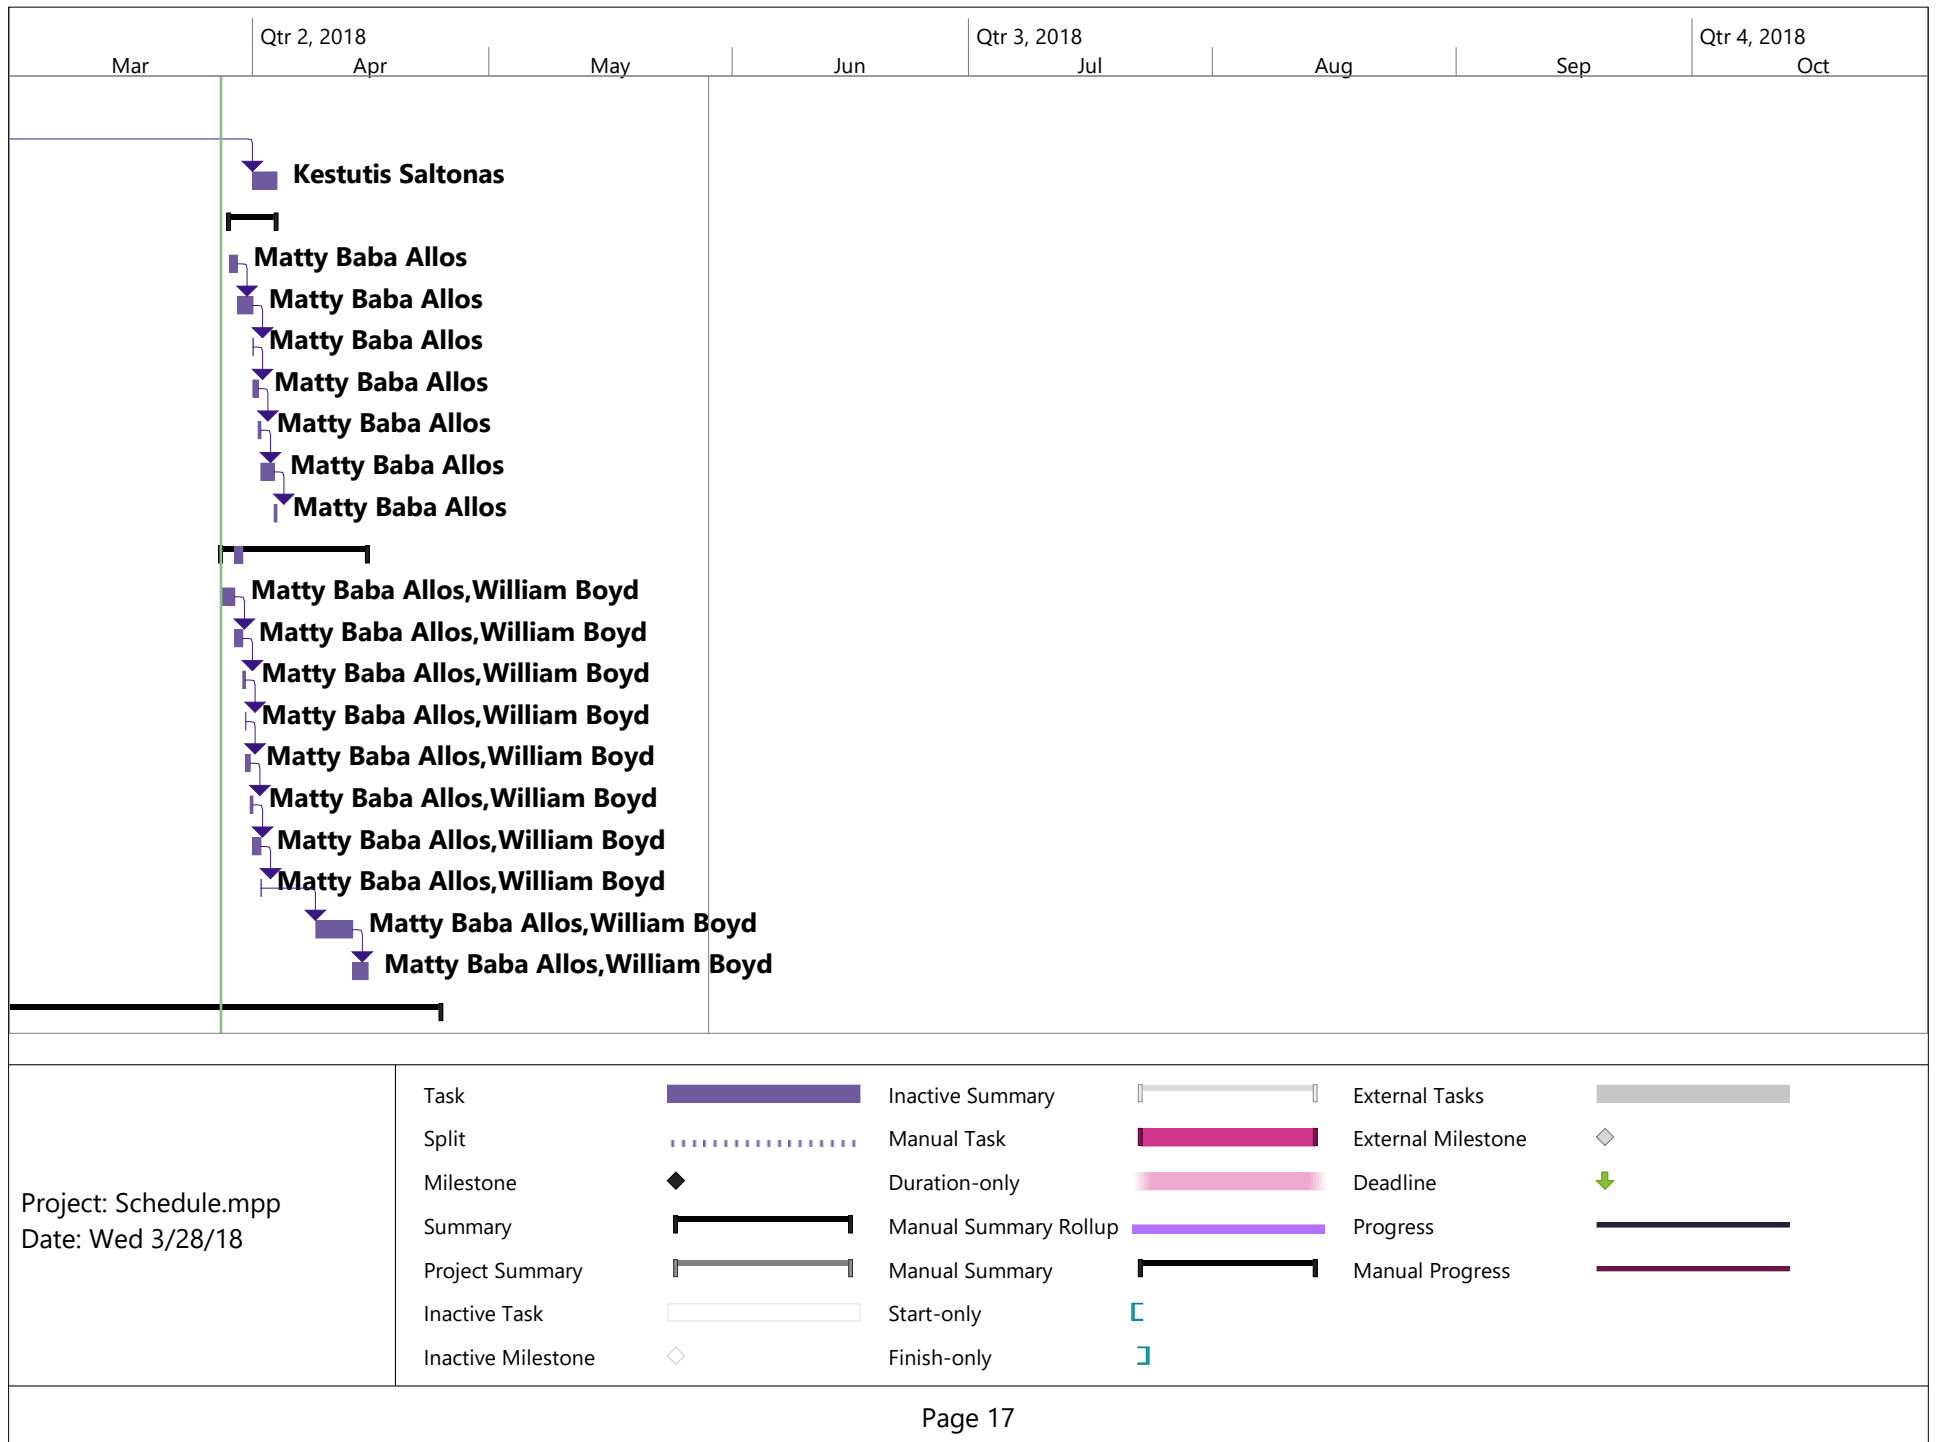 Qtr 2, 2018 Qtr 3, 2018 Qtr 4, 2018
Mar Apr May Jun Jul Aug Sep Oct
Kestutis Saltonas
Matty Baba Allos
Matty Baba Allos
Matty Baba Allos
Matty Baba Allos
Matty Baba Allos
Matty Baba Allos
Matty Baba Allos
Matty Baba Allos,William Boyd
Matty Baba Allos,William Boyd
Matty Baba Allos,William Boyd
Matty Baba Allos,William Boyd
Matty Baba Allos,William Boyd
Matty Baba Allos,William Boyd
Matty Baba Allos,William Boyd
Matty Baba Allos,William Boyd
Matty Baba Allos,William Boyd
Matty Baba Allos,William Boyd
Project: Schedule.mpp
Date: Wed 3/28/18
Task
Split
Milestone
Summary
Project Summary
Inactive Task
Inactive Milestone
Inactive Summary
Manual Task
Duration-only
Manual Summary Rollup
Manual Summary
Start-only
Finish-only
External Tasks
External Milestone
Deadline
Progress
Manual Progress
Page 17